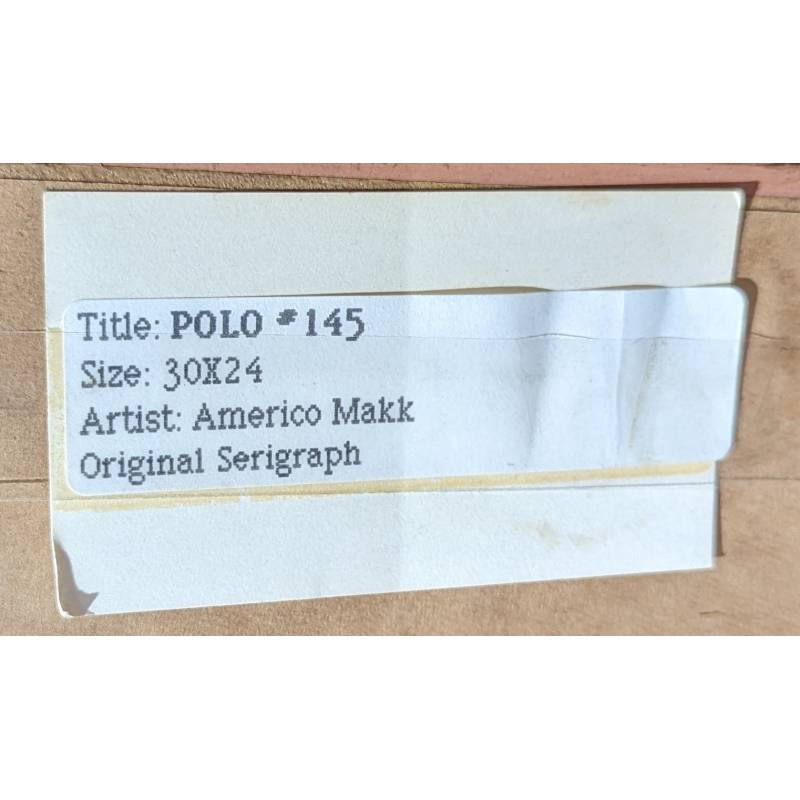 Title: POLO #145
Size: 30X24
Artist: Americo Makk
Original Serigraph